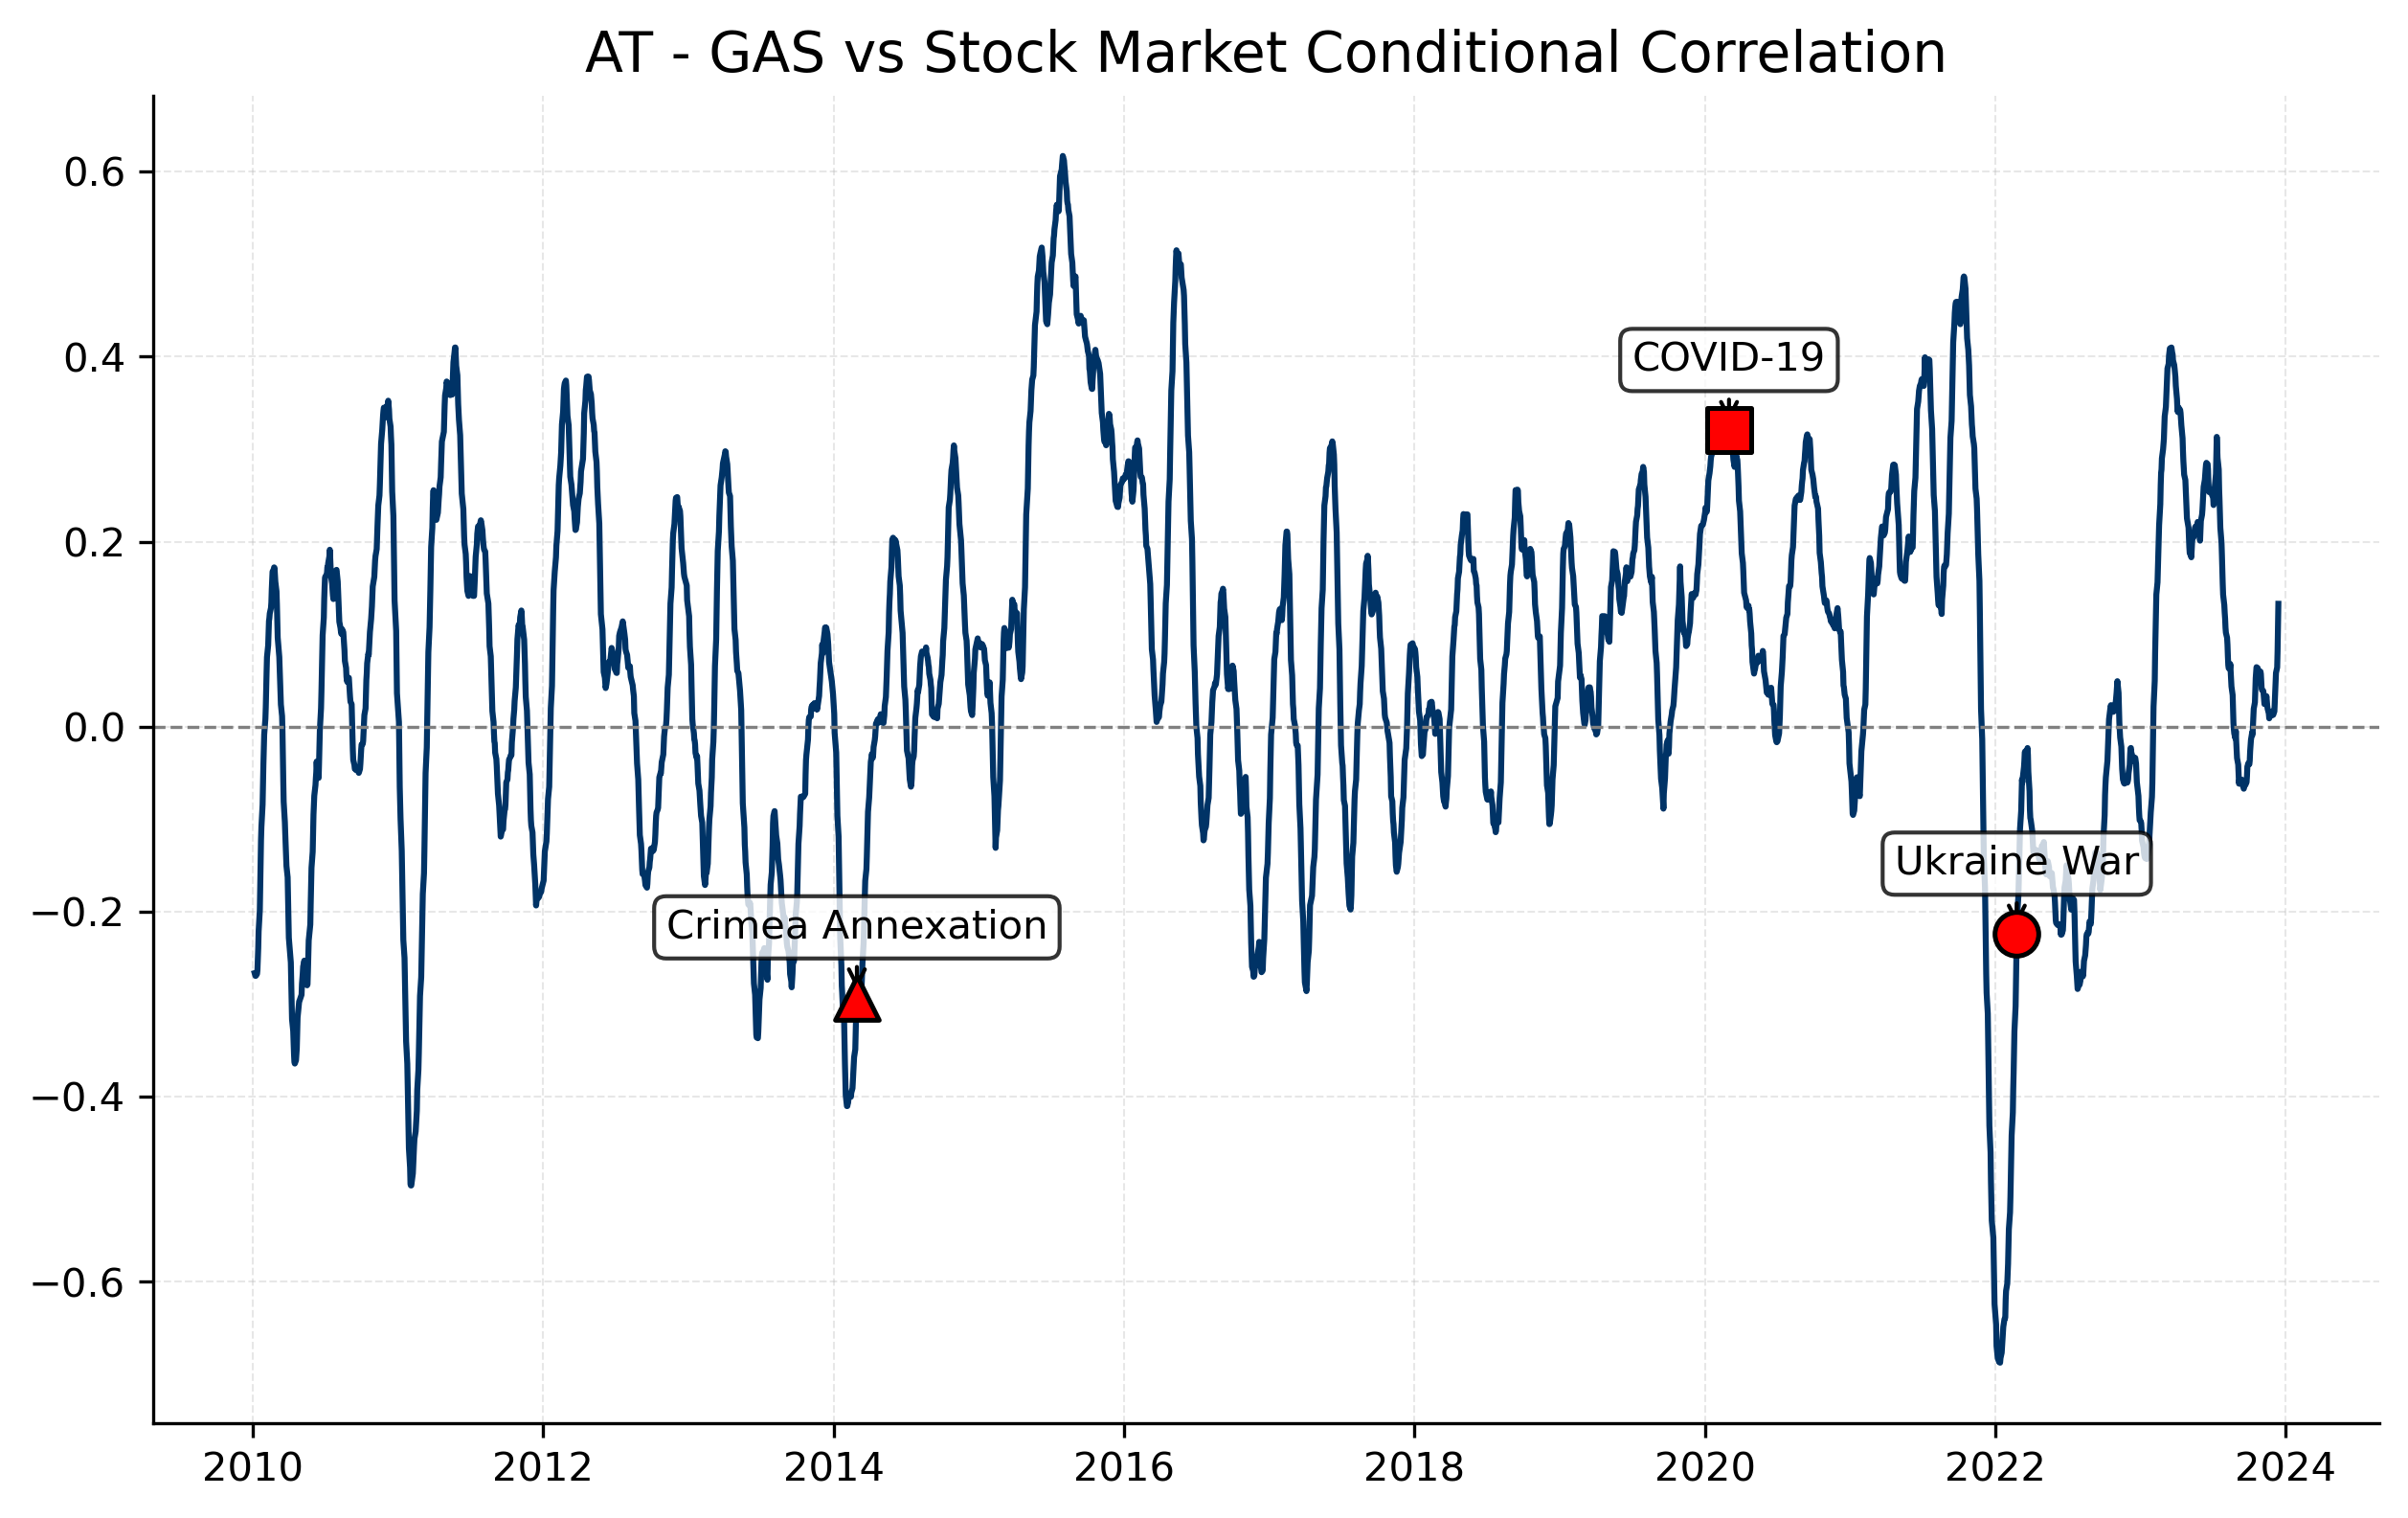 AT - GAS vs Stock Market Conditional Correlation
0.6
0.4
COVID-19
0.2
0.0
Ukraine War
−0.2
Crimea Annexation
−0.4
−0.6
2010 2012 2014 2016 2018 2020 2022 2024